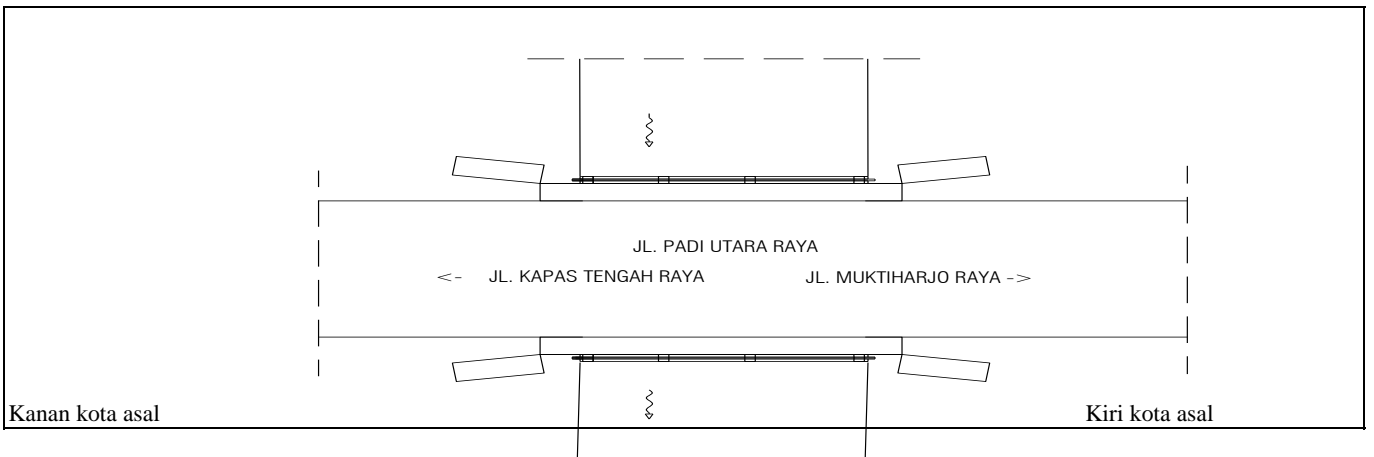 JL. PADI UTARA RAYA
<- JL. KAPAS TENGAH RAYA JL. MUKTIHARJO RAYA ->
Kanan kota asal Kiri kota asal